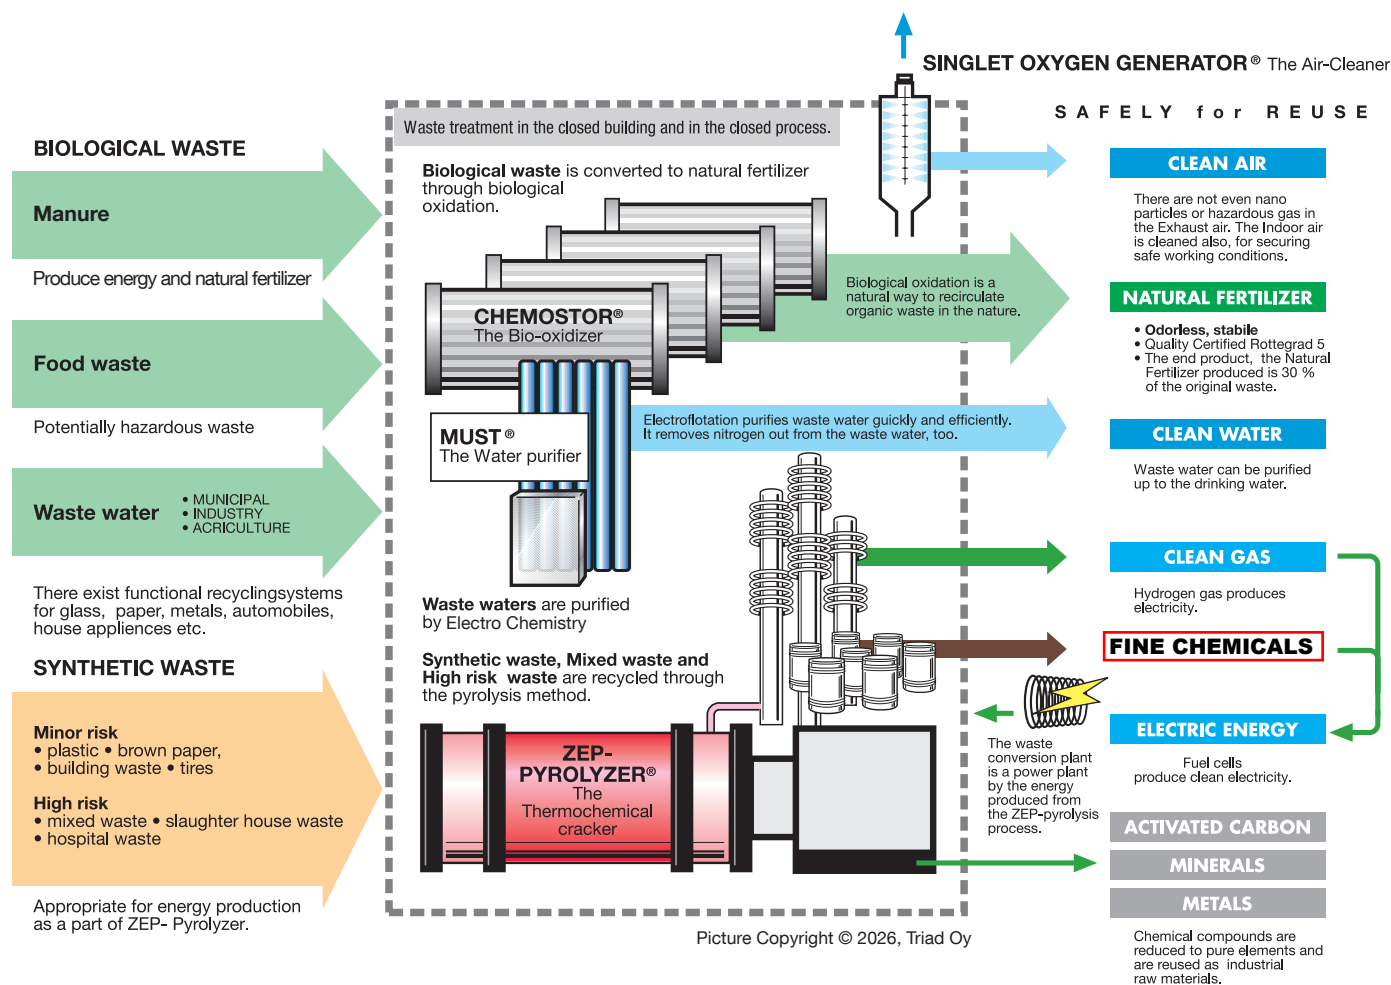 SINGLET OXYGEN GENERATOR® The Air-Cleaner
SAFELY for REUSE
Waste treatment in the closed building and in the closed process.
BIOLOGICAL WASTE
Manure
Produce energy and natural fertilizer
Food waste
Potentially hazardous waste
Waste water
• MUNICIPAL
• INDUSTRY
• ACRICULTURE
There exist functional recyclingsystems
for glass, paper, metals, automobiles,
house appliences etc.
SYNTHETIC WASTE
Minor risk
• plastic • brown paper,
• building waste • tires
High risk
• mixed waste • slaughter house waste
• hospital waste
Appropriate for energy production
as a part of ZEP- Pyrolyzer.
Biological waste is converted to natural fertilizer
through biological
oxidation.
CHEMOSTOR®
The Bio-oxidizer
Biological oxidation is a
natural way to recirculate
organic waste in the nature.
MUST®
The Water purifier
Electroflotation purifies waste water guickly and efficiently.
It removes nitrogen out from the waste water, too.
Waste waters are purified
by Electro Chemistry
Synthetic waste, Mixed waste and
High risk waste are recycled through
the pyrolysis method.
ZEP-
PYROLYZER®
The
Thermochemical
cracker
CLEAN AIR
There are not even nano
particles or hazardous gas in
the Exhaust air. The Indoor air
is cleaned also, for securing
safe working conditions.
NATURAL FERTILIZER
• Odorless, stabile
• Quality Certified Rottegrad 5
• The end product, the Natural
Fertilizer produced is 30 %
of the original waste.
CLEAN WATER
Waste water can be purified
up to the drinking water.
CLEAN GAS
Hydrogen gas produces
electricity.
FINE CHEMICALS
The waste
conversion plant
is a power plant
by the energy
produced from
the ZEP-pyrolysis
process.
ELECTRIC ENERGY
Fuel cells
produce clean electricity.
ACTIVATED CARBON
MINERALS
METALS
Chemical compounds are
reduced to pure elements and
are reused as industrial
raw materials.
Picture Copyright © 2026, Triad Oy